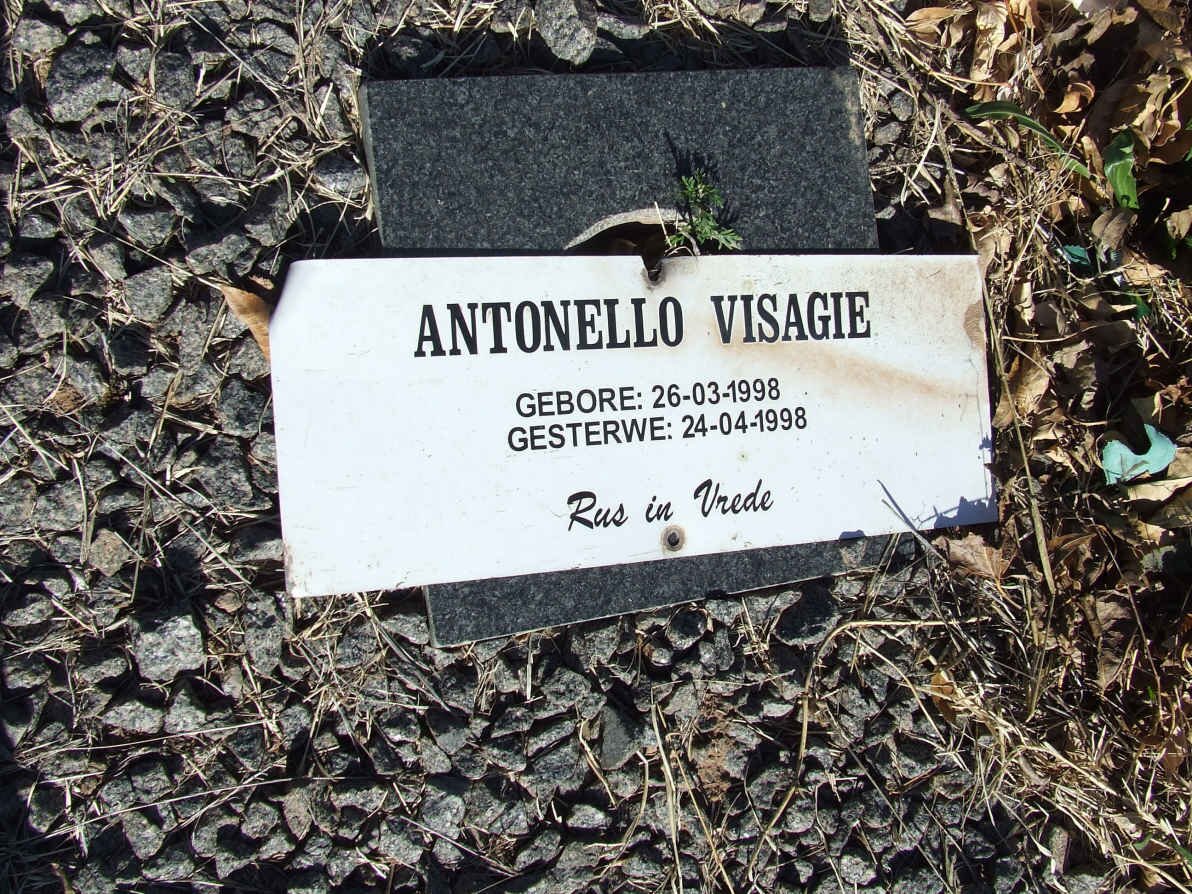 ANTONELLO VISAGIE
GEBORE: 26-03-1998
GESTERWE: 24-04-1998
Rus in Vrede